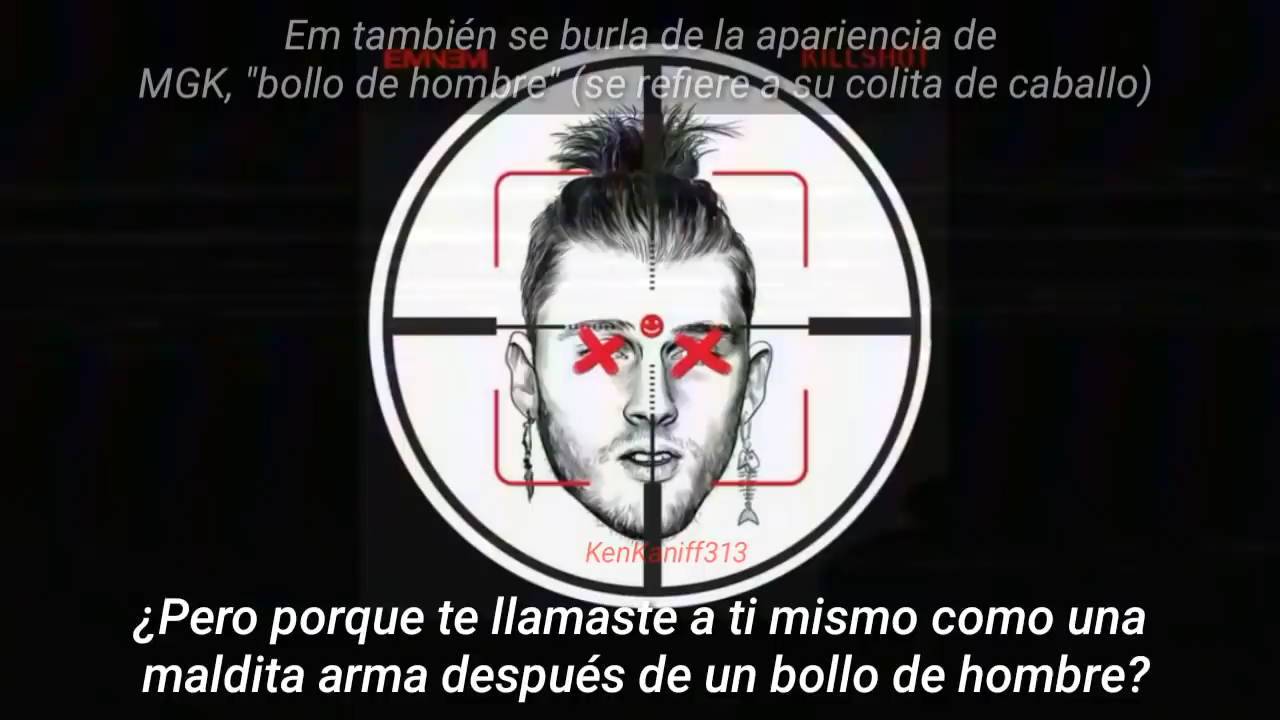 Em también se burla de la apariencia de
EMINEM KILLSHOT
MGK, "bollo de hombre" (se refiere a su colita de caballo)
KenKaniff313
¿Pero porque te llamaste a ti mismo como una
maldita arma después de un bollo de hombre?